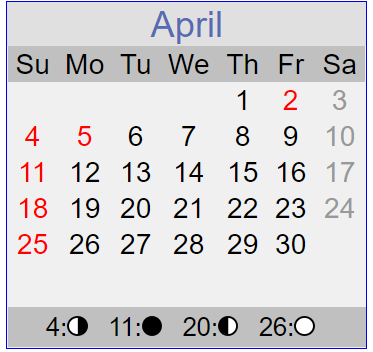 April
Su Mo Tu We Th Fr Sa
1 2 3
4 5 6 7 8 9 10
11 12 13 14 15 16 17
18 19 20 21 22 23 24
25 26 27 28 29 30
4:🌗 11:🌑 20:🌓 26:🌕